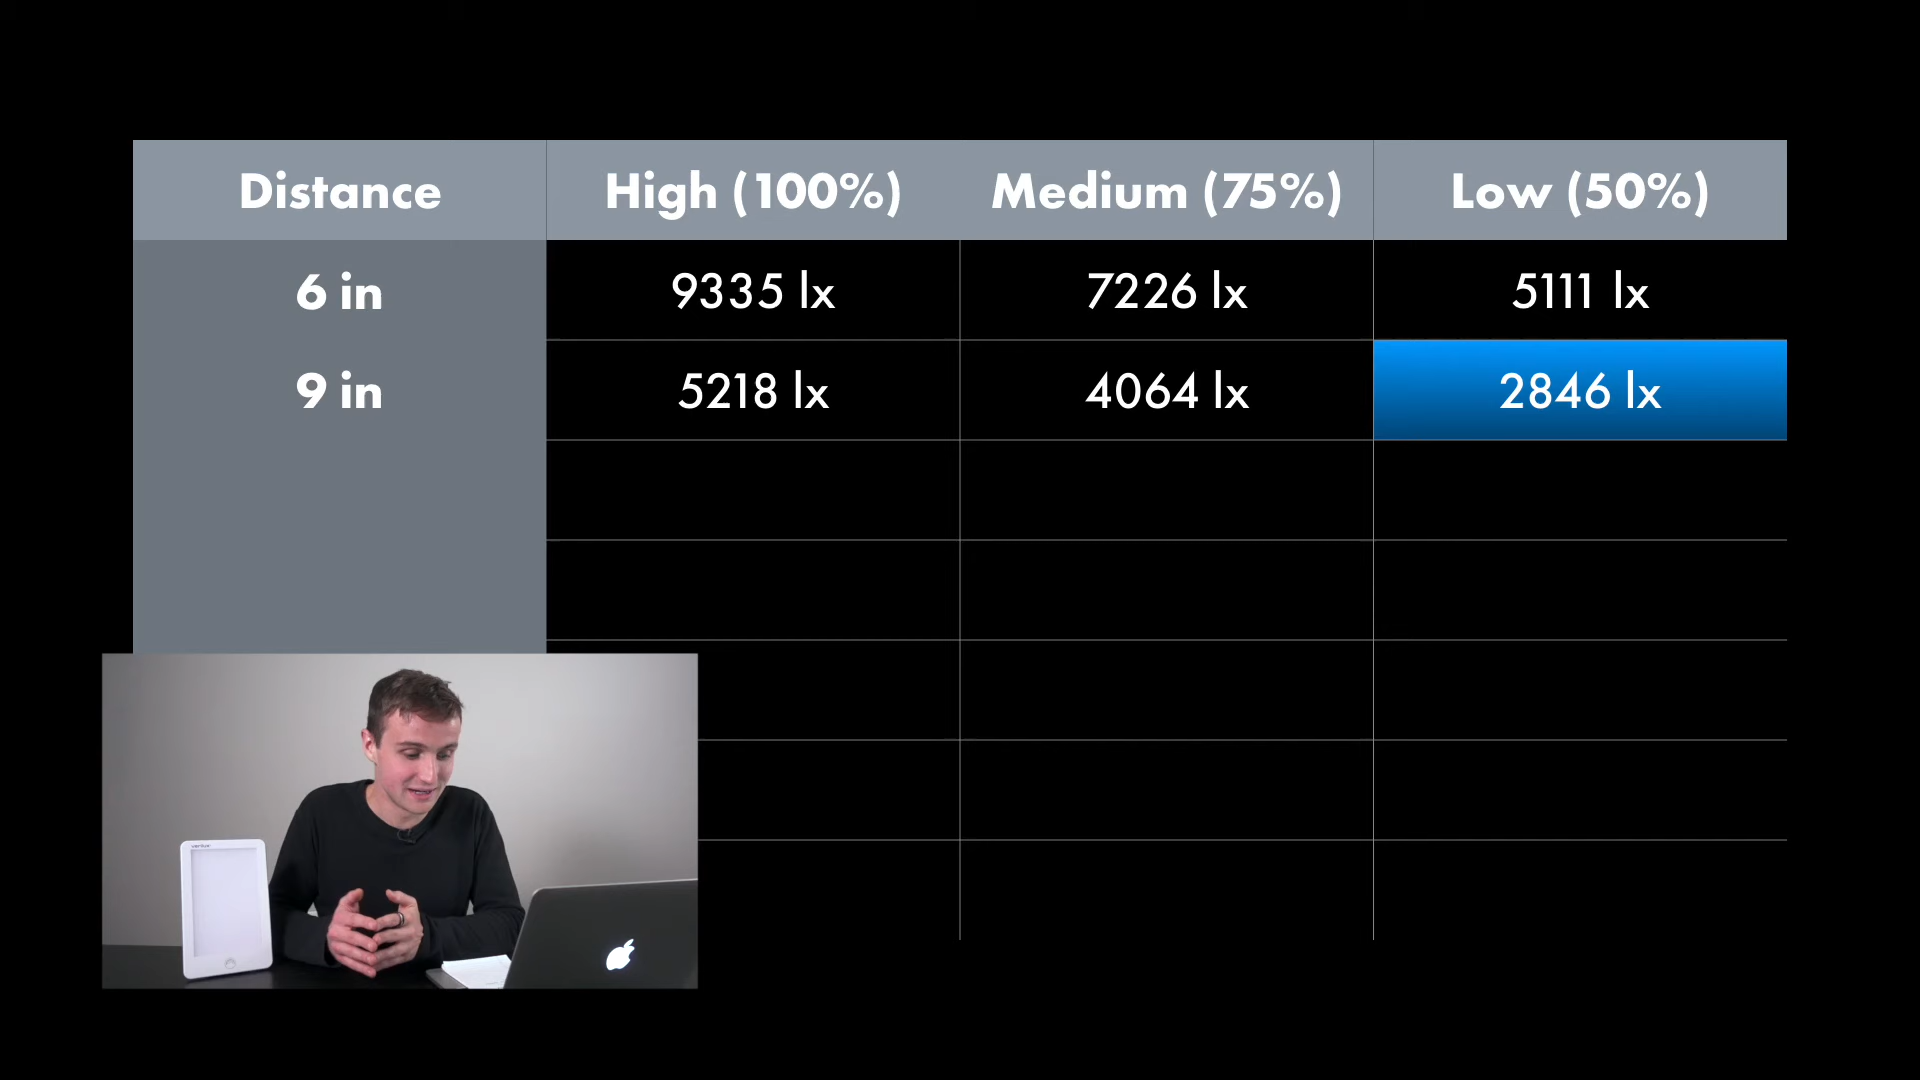 Distance High (100%) Medium (75%) Low (50%)
6 in 9335 lx 7226 lx 5111 lx
9 in 5218 lx 4064 lx 2846 lx
verilux